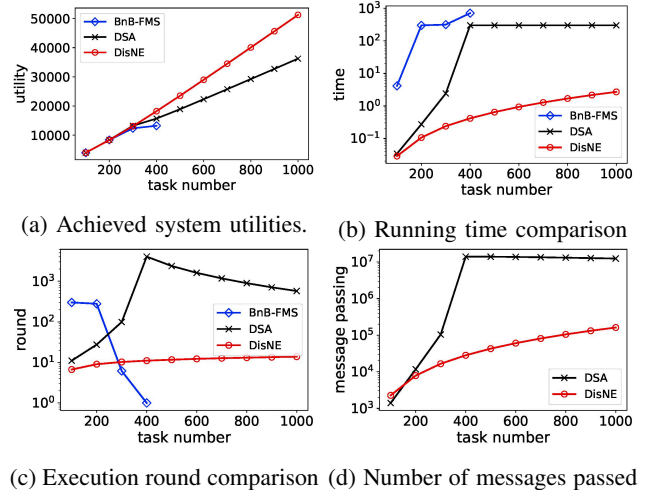 50000
40000
30000
20000
10000
utility
BnB-FMS
DSA
DisNE
200 400 600 800 1000
task number
(a) Achieved system utilities.
10³
10²
10¹
10⁰
10⁻¹
time
BnB-FMS
DSA
DisNE
200 400 600 800 1000
task number
(b) Running time comparison
10³
10²
10¹
10⁰
round
BnB-FMS
DSA
DisNE
200 400 600 800 1000
task number
(c) Execution round comparison
10⁷
10⁶
10⁵
10⁴
10³
message passing
DSA
DisNE
200 400 600 800 1000
task number
(d) Number of messages passed